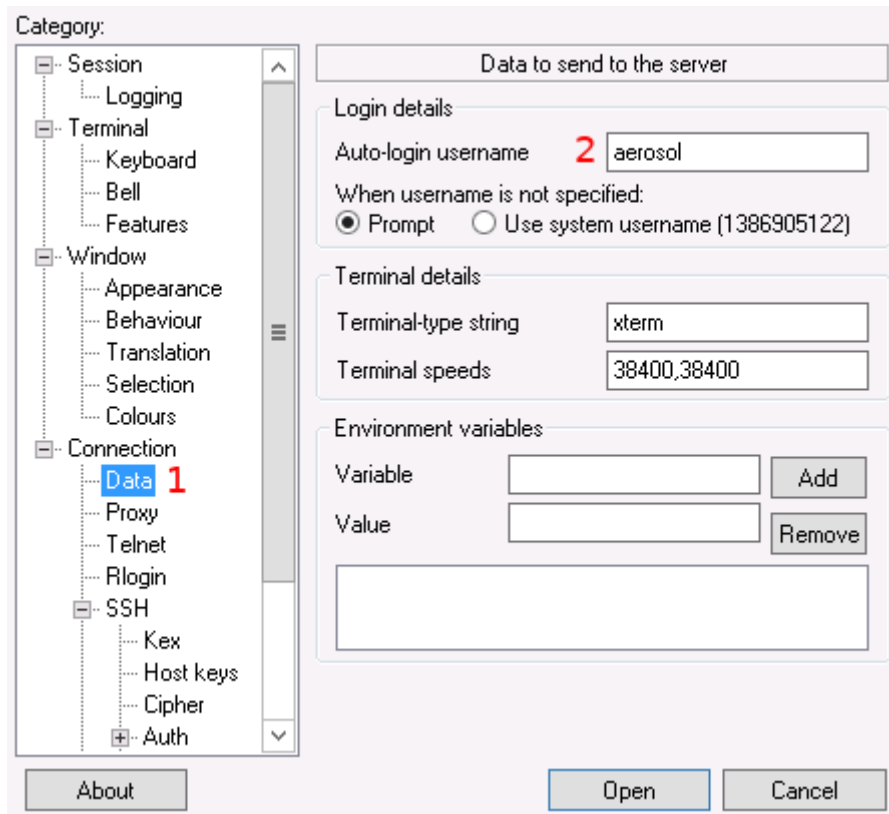 Category:
Session
Logging
Terminal
Keyboard
Bell
Features
Window
Appearance
Behaviour
Translation
Selection
Colours
Connection
Data 1
Proxy
Telnet
Rlogin
SSH
Kex
Host keys
Cipher
Auth
Data to send to the server
Login details
Auto-login username 2 aerosol
When username is not specified:
Prompt Use system username (1386905122)
Terminal details
Terminal-type string xterm
Terminal speeds 38400,38400
Environment variables
Variable Add
Value Remove
About Open Cancel